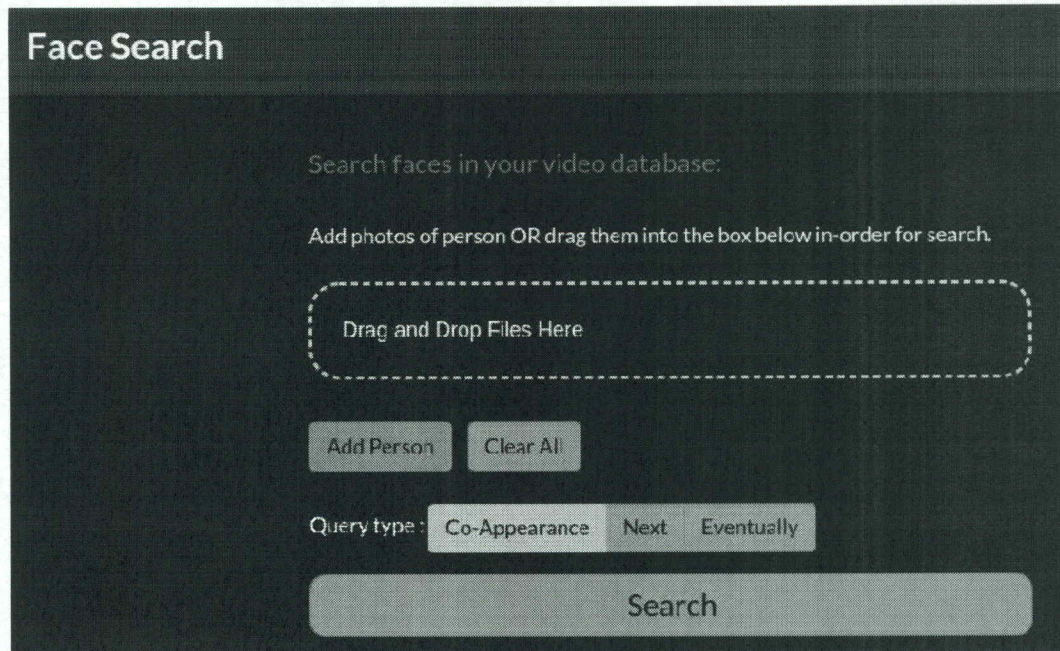 Face Search
Search faces in your video database:
Add photos of person OR drag them into the box below in-order for search.
Drag and Drop Files Here
Add Person Clear All
Query type : Co-Appearance Next Eventually
Search